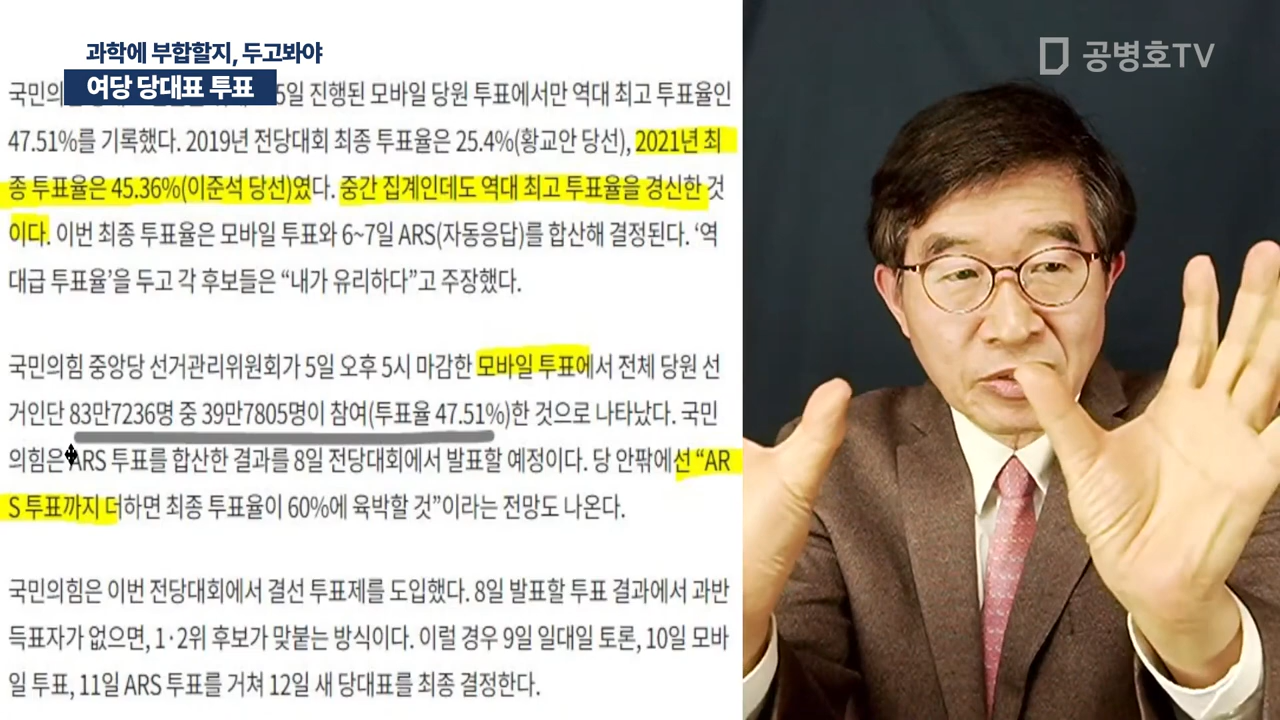 과학에 부합할지, 두고봐야
여당 당대표 투표
공병호TV
국민의 5일 진행된 모바일 당원 투표에서만 역대 최고 투표율인
47.51%를 기록했다. 2019년 전당대회 최종 투표율은 25.4%(황교안 당선), 2021년 최
종 투표율은 45.36%(이준석 당선)였다. 중간 집계인데도 역대 최고 투표율을 경신한 것
이다. 이번 최종 투표율은 모바일 투표와 6~7일 ARS(자동응답)를 합산해 결정된다. ‘역
대급 투표율’을 두고 각 후보들은 “내가 유리하다”고 주장했다.
국민의힘 중앙당 선거관리위원회가 5일 오후 5시 마감한 모바일 투표에서 전체 당원 선
거인단 83만7236명 중 39만7805명이 참여(투표율 47.51%)한 것으로 나타났다. 국민
의힘은 ARS 투표를 합산한 결과를 8일 전당대회에서 발표할 예정이다. 당 안팎에선 “AR
S 투표까지 더하면 최종 투표율이 60%에 육박할 것”이라는 전망도 나온다.
국민의힘은 이번 전당대회에서 결선 투표제를 도입했다. 8일 발표할 투표 결과에서 과반
득표자가 없으면, 1·2위 후보가 맞붙는 방식이다. 이럴 경우 9일 일대일 토론, 10일 모바
일 투표, 11일 ARS 투표를 거쳐 12일 새 당대표를 최종 결정한다.